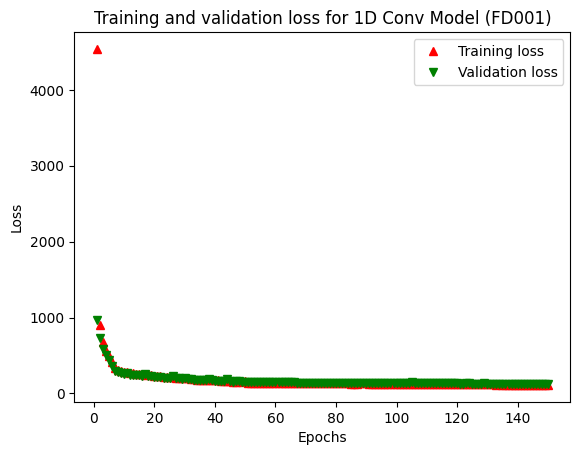 Training and validation loss for 1D Conv Model (FD001)
Training loss
Validation loss
Loss
4000
3000
2000
1000
0
0 20 40 60 80 100 120 140
Epochs